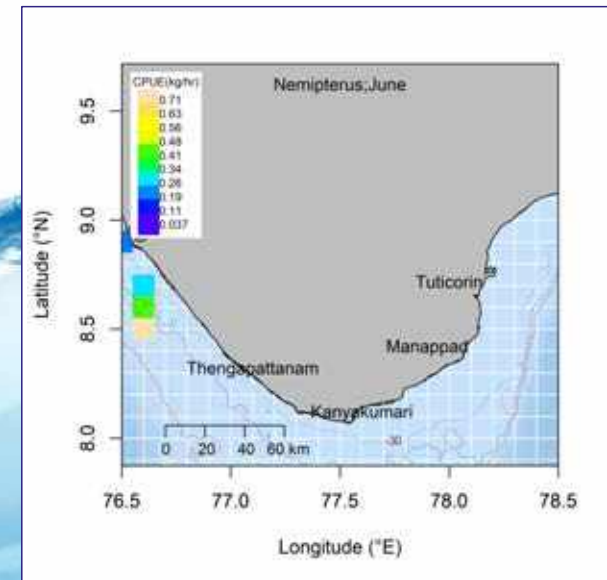 Nemipterus;June
CPUE(kg/hr)
0.71
0.63
0.56
0.48
0.41
0.34
0.26
0.19
0.11
0.037
Latitude (°N)
9.5
9.0
8.5
8.0
Tuticorin
Manappad
Thengapattanam
Kanyakumari
-30
0 20 40 60 km
76.5 77.0 77.5 78.0 78.5
Longitude (°E)